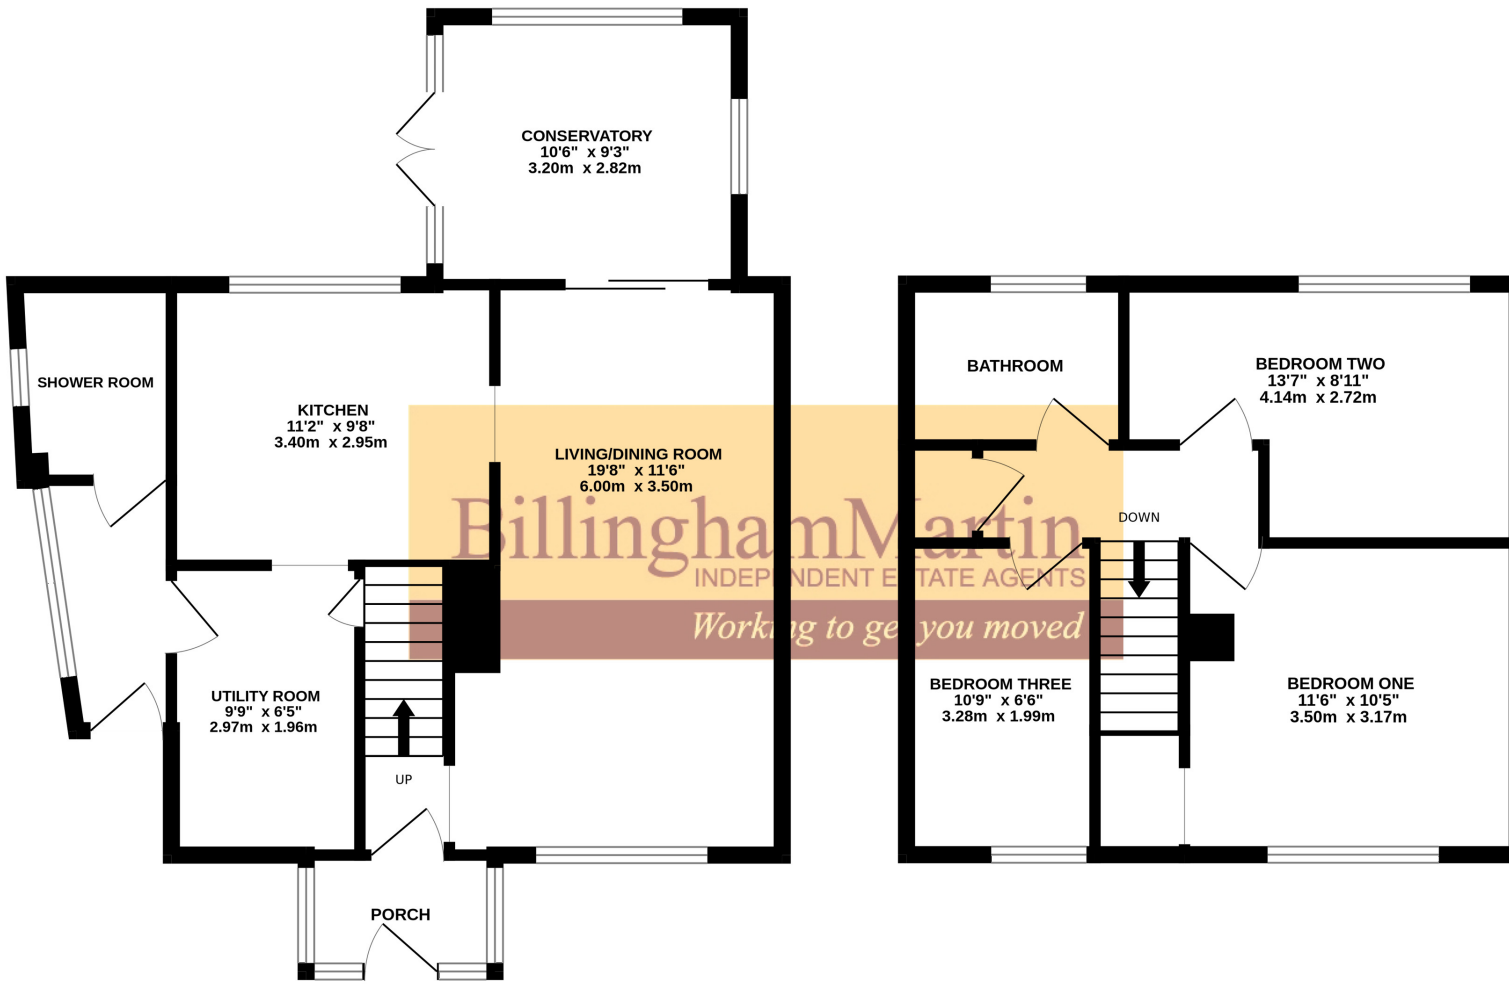 CONSERVATORY
10'6" x 9'3"
3.20m x 2.82m
SHOWER ROOM
KITCHEN
11'2" x 9'8"
3.40m x 2.95m
LIVING/DINING ROOM
19'8" x 11'6"
6.00m x 3.50m
UTILITY ROOM
9'9" x 6'5"
2.97m x 1.96m
UP
PORCH
BATHROOM
BEDROOM TWO
13'7" x 8'11"
4.14m x 2.72m
DOWN
BEDROOM THREE
10'9" x 6'6"
3.28m x 1.99m
BEDROOM ONE
11'6" x 10'5"
3.50m x 3.17m
BillinghamMartin
INDEPENDENT ESTATE AGENTS
Working to get you moved